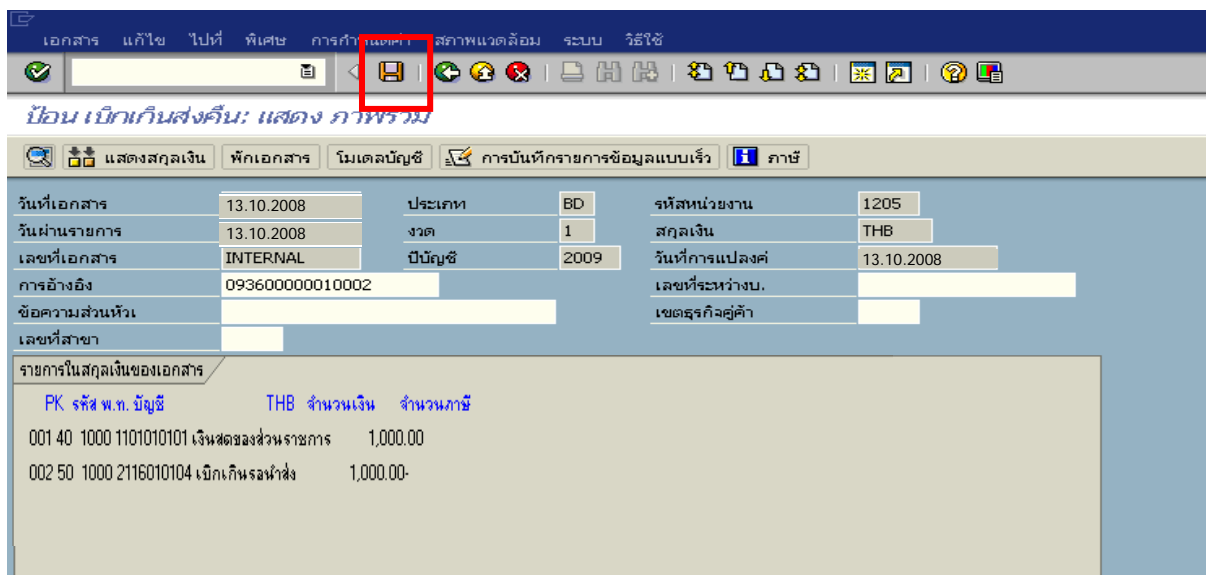 เอกสาร แก้ไข ไปที่ พิเศษ การกำหนดค่า สภาพแวดล้อม ระบบ วิธีใช้
ป้อน เบิกเกินส่งคืน: แสดง ภาพรวม
แสดงสกุลเงิน พักเอกสาร โมเดลบัญชี การบันทึกรายการข้อมูลแบบเร็ว ภาษี
วันที่เอกสาร 13.10.2008 ประเภท BD รหัสหน่วยงาน 1205
วันผ่านรายการ 13.10.2008 งวด 1 สกุลเงิน THB
เลขที่เอกสาร INTERNAL ปีบัญชี 2009 วันที่การแปลงค่ 13.10.2008
การอ้างอิง 093600000010002 เลขที่ระหว่างบ.
ข้อความส่วนหัวเ เขตธุรกิจคู่ค้า
เลขที่สาขา
รายการในสกุลเงินของเอกสาร
PK รหัส พ.ท. บัญชี THB จำนวนเงิน จำนวนภาษี
001 40 1000 1101010101 เงินสดของส่วนราชการ 1,000.00
002 50 1000 2116010104 เบิกเกินรอนำส่ง 1,000.00-